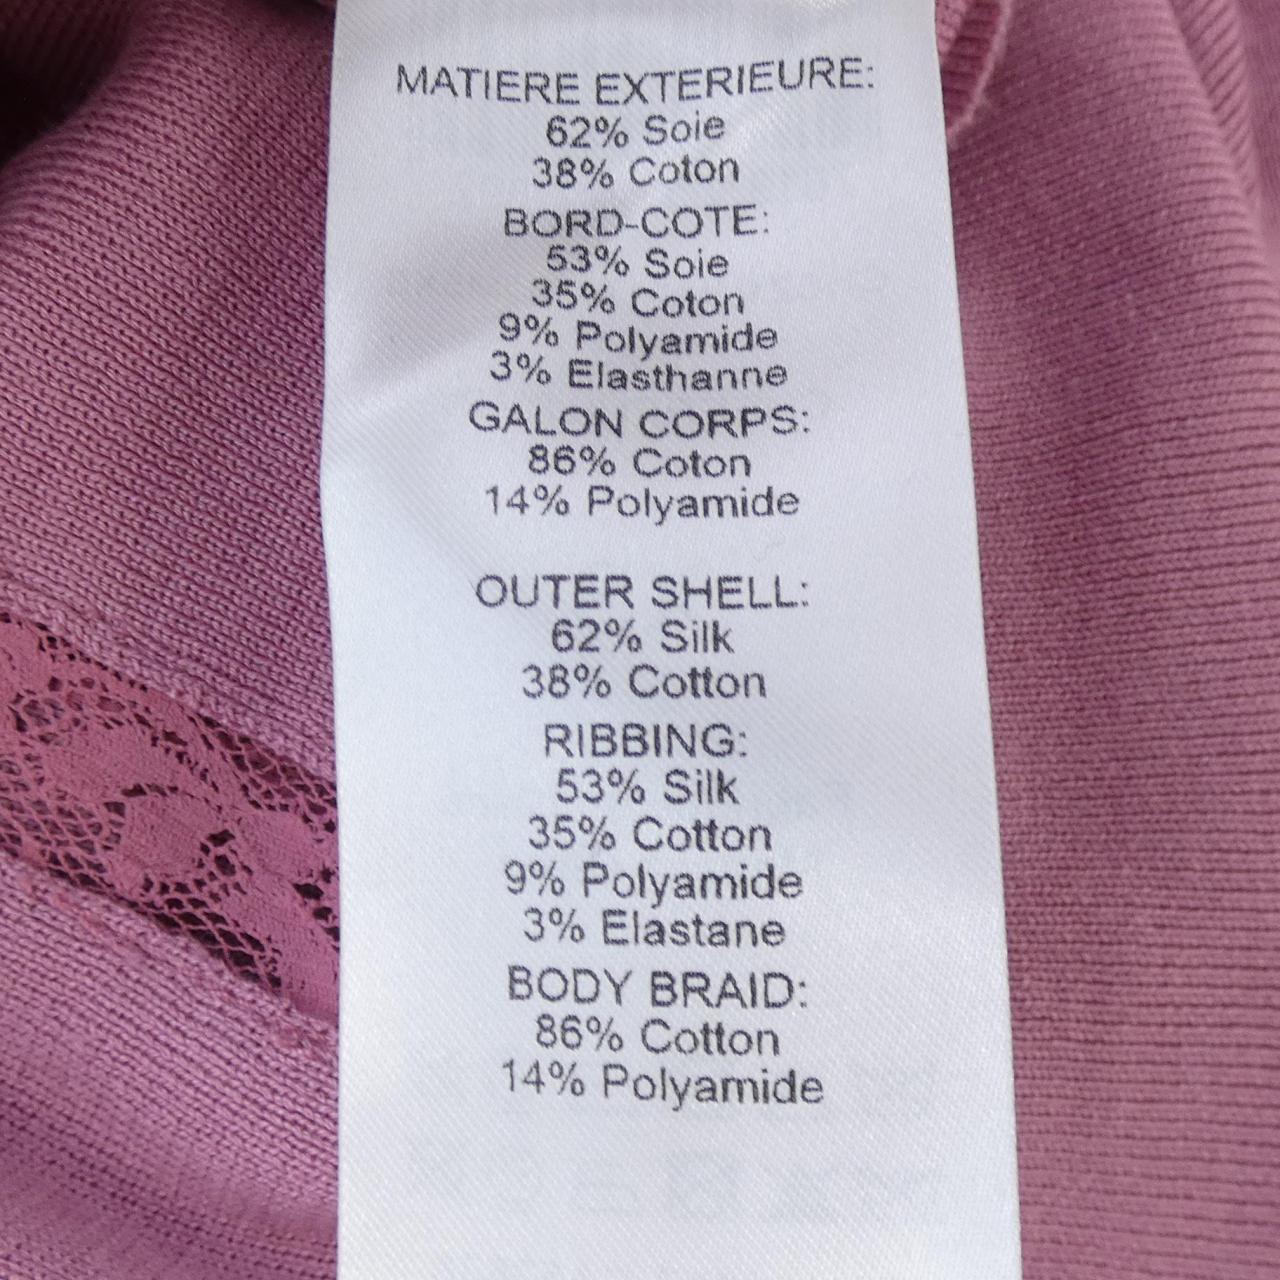 MATIERE EXTERIEURE:
62% Soie
38% Coton
BORD-COTE:
53% Soie
35% Coton
9% Polyamide
3% Elasthanne
GALON CORPS:
86% Coton
14% Polyamide
OUTER SHELL:
62% Silk
38% Cotton
RIBBING:
53% Silk
35% Cotton
9% Polyamide
3% Elastane
BODY BRAID:
86% Cotton
14% Polyamide